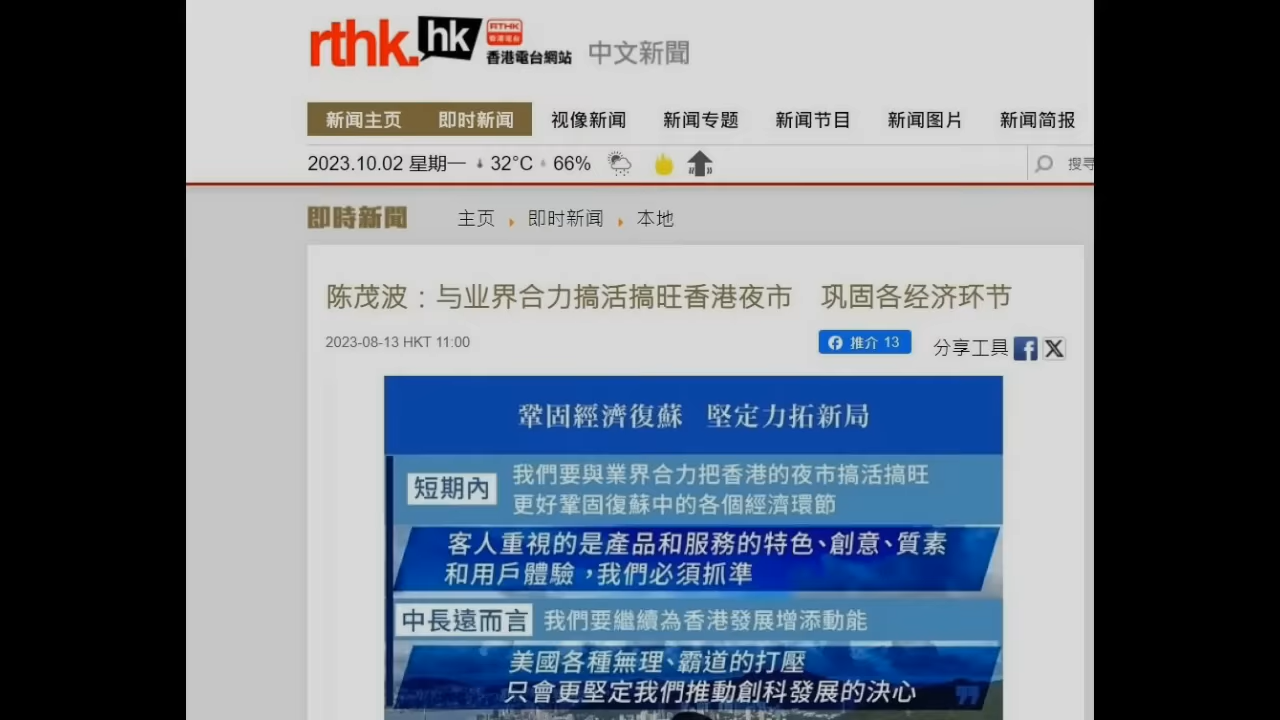 rthk.hk
RTHK
香港電台
香港電台網站
中文新聞
新闻主页 即时新闻 视像新闻 新闻专题 新闻节目 新闻图片 新闻简报
2023.10.02 星期一 32°C 66%
搜寻
即時新聞 主页 即时新闻 本地
陈茂波：与业界合力搞活搞旺香港夜市 巩固各经济环节
2023-08-13 HKT 11:00
推介 13
分享工具
鞏固經濟復蘇 堅定力拓新局
短期內
我們要與業界合力把香港的夜市搞活搞旺
更好鞏固復蘇中的各個經濟環節
客人重視的是產品和服務的特色、創意、質素
和用戶體驗，我們必須抓準
中長遠而言 我們要繼續為香港發展增添動能
美國各種無理、霸道的打壓
只會更堅定我們推動創科發展的決心